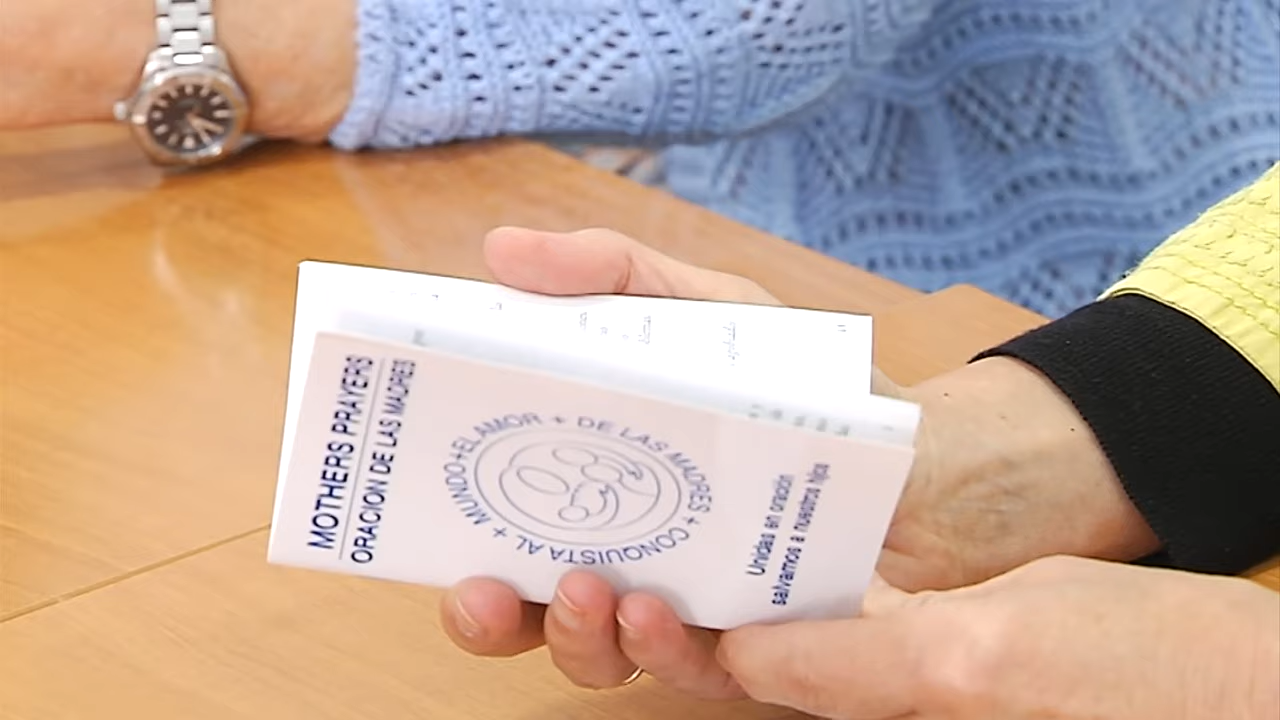 MOTHERS PRAYERS
ORACION DE LAS MADRES
EL AMOR + DE LAS MADRES + CONQUISTA AL + MUNDO +
Unidas en oración
salvamos a nuestros hijos